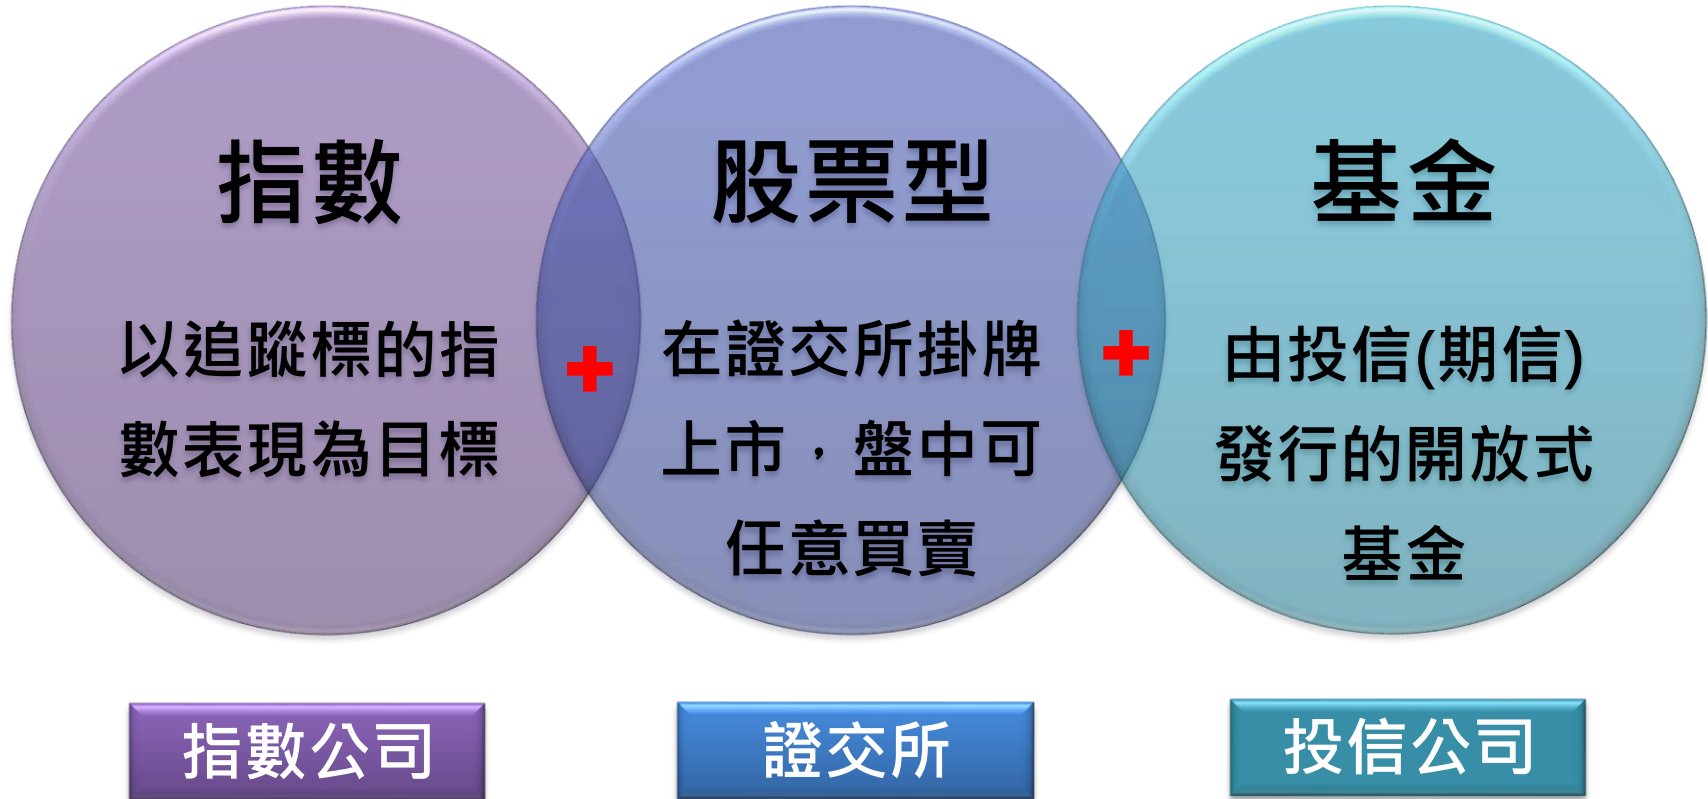 指數
以追蹤標的指
數表現為目標
股票型
在證交所掛牌
上市，盤中可
任意買賣
基金
由投信(期信)
發行的開放式
基金
指數公司
證交所
投信公司